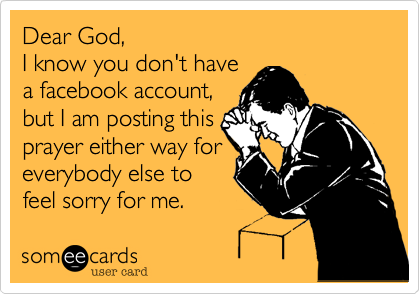 Dear God,
I know you don't have
a facebook account,
but I am posting this
prayer either way for
everybody else to
feel sorry for me.
someecards
user card